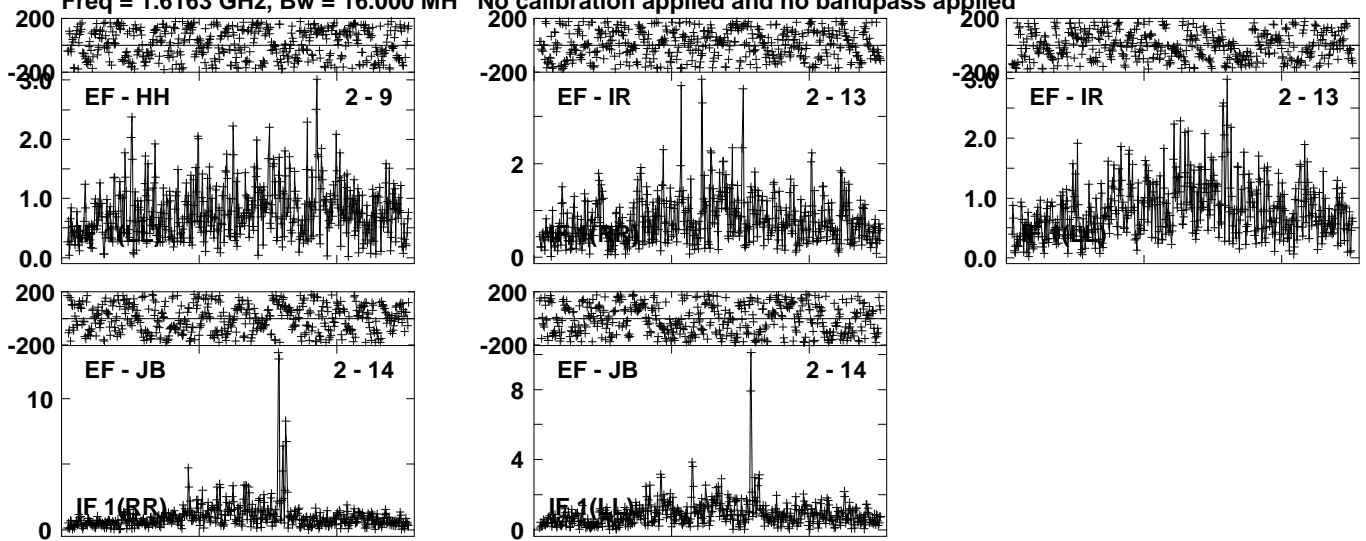 Freq = 1.6163 GHz, Bw = 16.000 MH No calibration applied and no bandpass applied
200
-200
EF - HH 2 - 9
3.0
2.0
1.0
0.0
200
-200
EF - IR 2 - 13
2
0
IF 1(RR)
200
-200
EF - IR 2 - 13
3.0
2.0
1.0
0.0
200
-200
EF - JB 2 - 14
10
0
IF 1(RR)
200
-200
EF - JB 2 - 14
8
4
0
IF 1(LL)